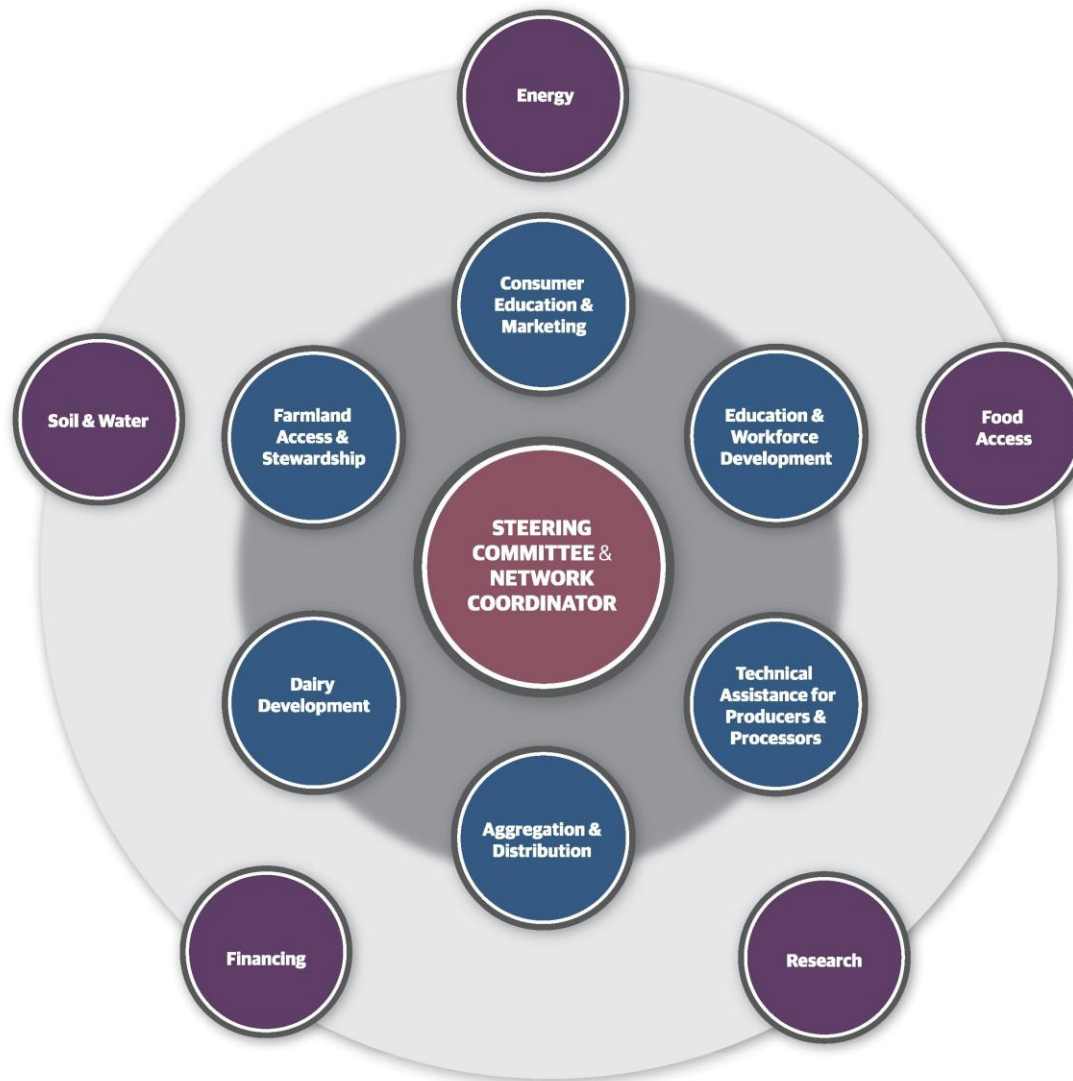 Energy
Consumer
Education &
Marketing
Soil & Water
Farmland
Access &
Stewardship
Education &
Workforce
Development
Food
Access
STEERING
COMMITTEE &
NETWORK
COORDINATOR
Dairy
Development
Technical
Assistance for
Producers &
Processors
Aggregation &
Distribution
Financing
Research